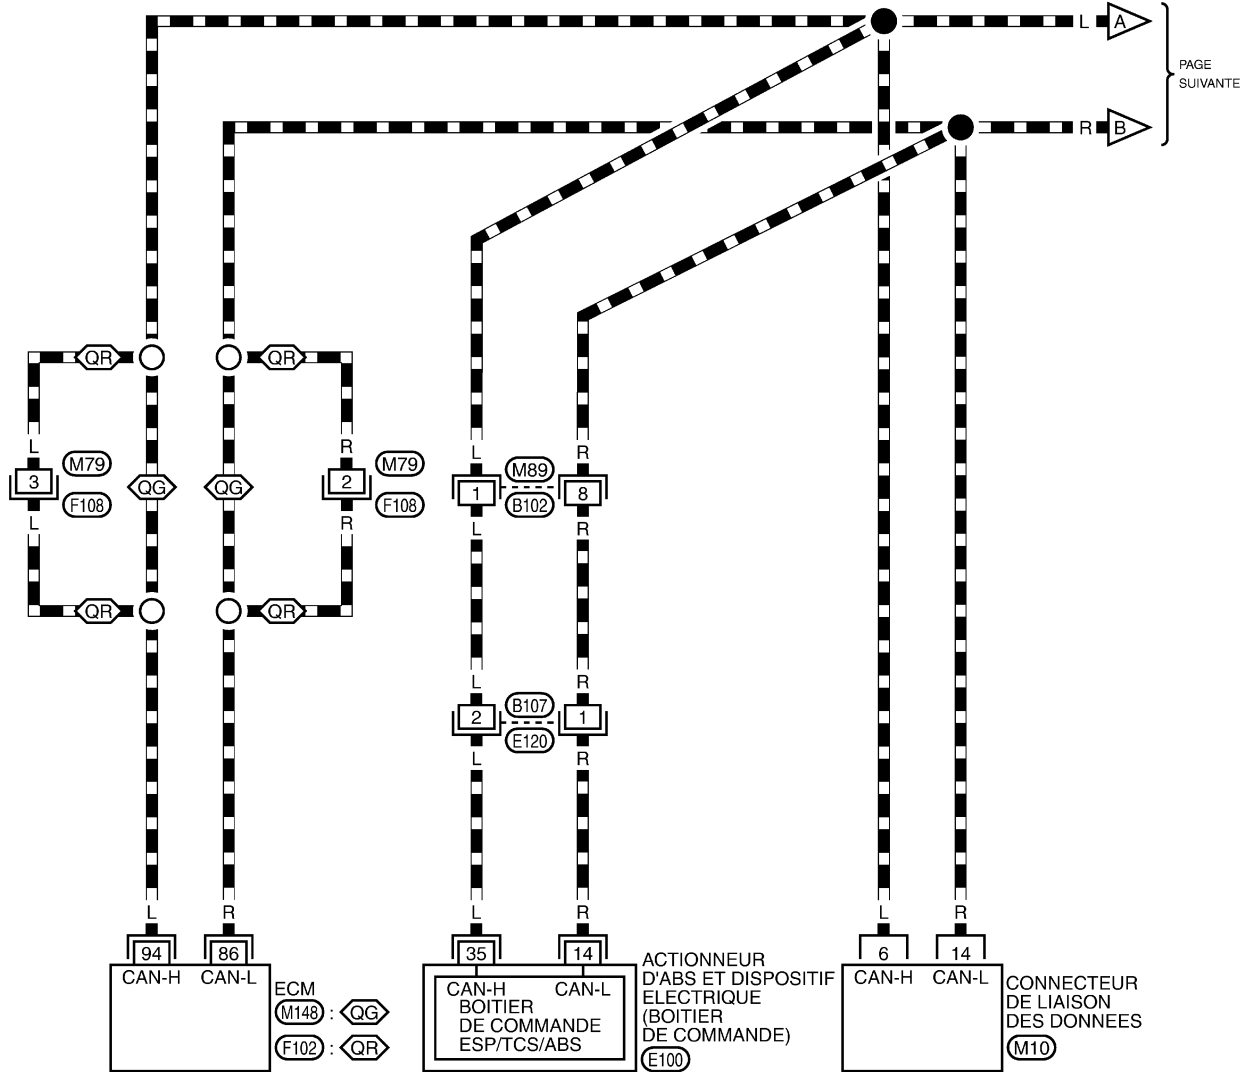 L A
PAGE
SUIVANTE
R B
QR QR
L R L R
M79 M79 M89
3 2 1 8
QG QG
F108 F108 B102
L R L R
QR QR
L R
B107
2 1
E120
L R
L R L R L R
94 86 35 14 6 14
CAN-H CAN-L
ECM
M148 : QG
F102 : QR
CAN-H CAN-L
BOITIER
DE COMMANDE
ESP/TCS/ABS
ACTIONNEUR
D'ABS ET DISPOSITIF
ELECTRIQUE
(BOITIER
DE COMMANDE)
E100
CAN-H CAN-L
CONNECTEUR
DE LIAISON
DES DONNEES
M10